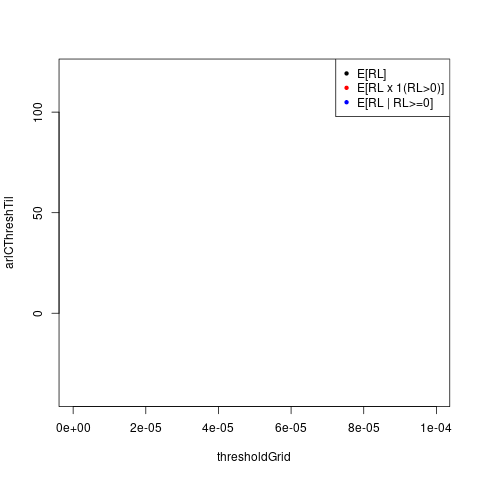 E[RL]
E[RL x 1(RL>0)]
E[RL | RL>=0]
100
50
0
arlCThreshTil
0e+00 2e-05 4e-05 6e-05 8e-05 1e-04
thresholdGrid